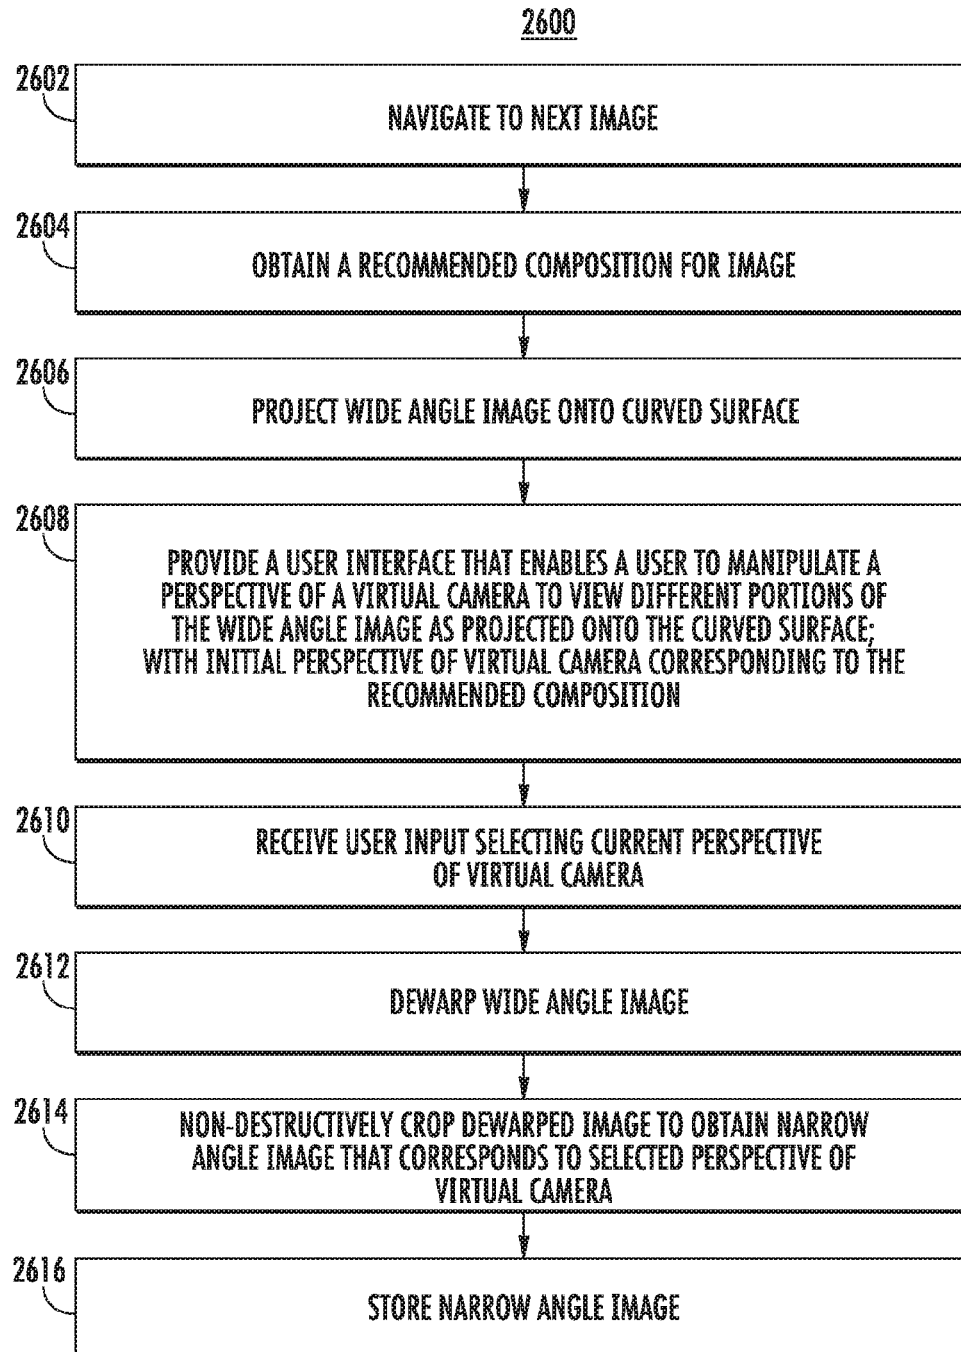 2600
2602
NAVIGATE TO NEXT IMAGE
2604
OBTAIN A RECOMMENDED COMPOSITION FOR IMAGE
2606
PROJECT WIDE ANGLE IMAGE ONTO CURVED SURFACE
2608
PROVIDE A USER INTERFACE THAT ENABLES A USER TO MANIPULATE A
PERSPECTIVE OF A VIRTUAL CAMERA TO VIEW DIFFERENT PORTIONS OF
THE WIDE ANGLE IMAGE AS PROJECTED ONTO THE CURVED SURFACE;
WITH INITIAL PERSPECTIVE OF VIRTUAL CAMERA CORRESPONDING TO THE
RECOMMENDED COMPOSITION
2610
RECEIVE USER INPUT SELECTING CURRENT PERSPECTIVE
OF VIRTUAL CAMERA
2612
DEWARP WIDE ANGLE IMAGE
2614
NON-DESTRUCTIVELY CROP DEWARPED IMAGE TO OBTAIN NARROW
ANGLE IMAGE THAT CORRESPONDS TO SELECTED PERSPECTIVE OF
VIRTUAL CAMERA
2616
STORE NARROW ANGLE IMAGE